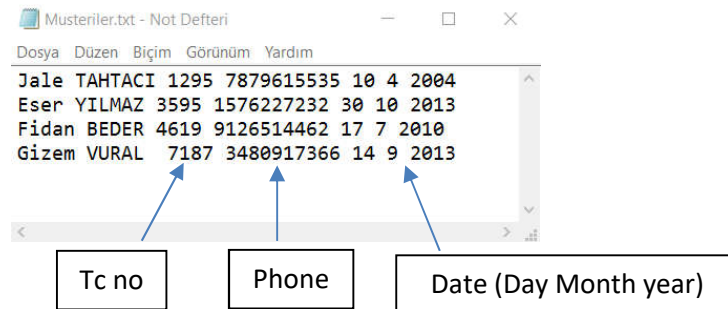 Musteriler.txt - Not Defteri
Dosya Düzen Biçim Görünüm Yardım
Jale TAHTACI 1295 7879615535 10 4 2004
Eser YILMAZ 3595 1576227232 30 10 2013
Fidan BEDER 4619 9126514462 17 7 2010
Gizem VURAL 7187 3480917366 14 9 2013
Tc no
Phone
Date (Day Month year)